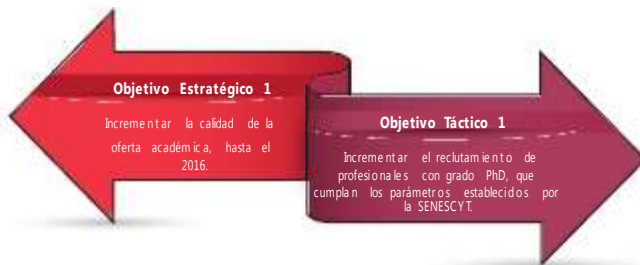 Objetivo Estratégico 1
Incrementar la calidad de la
oferta académica, hasta el
2016.
Objetivo Táctico 1
Incrementar el reclutamiento de
profesionales con grado PhD, que
cumplan los parámetros establecidos por
la SENESCYT.